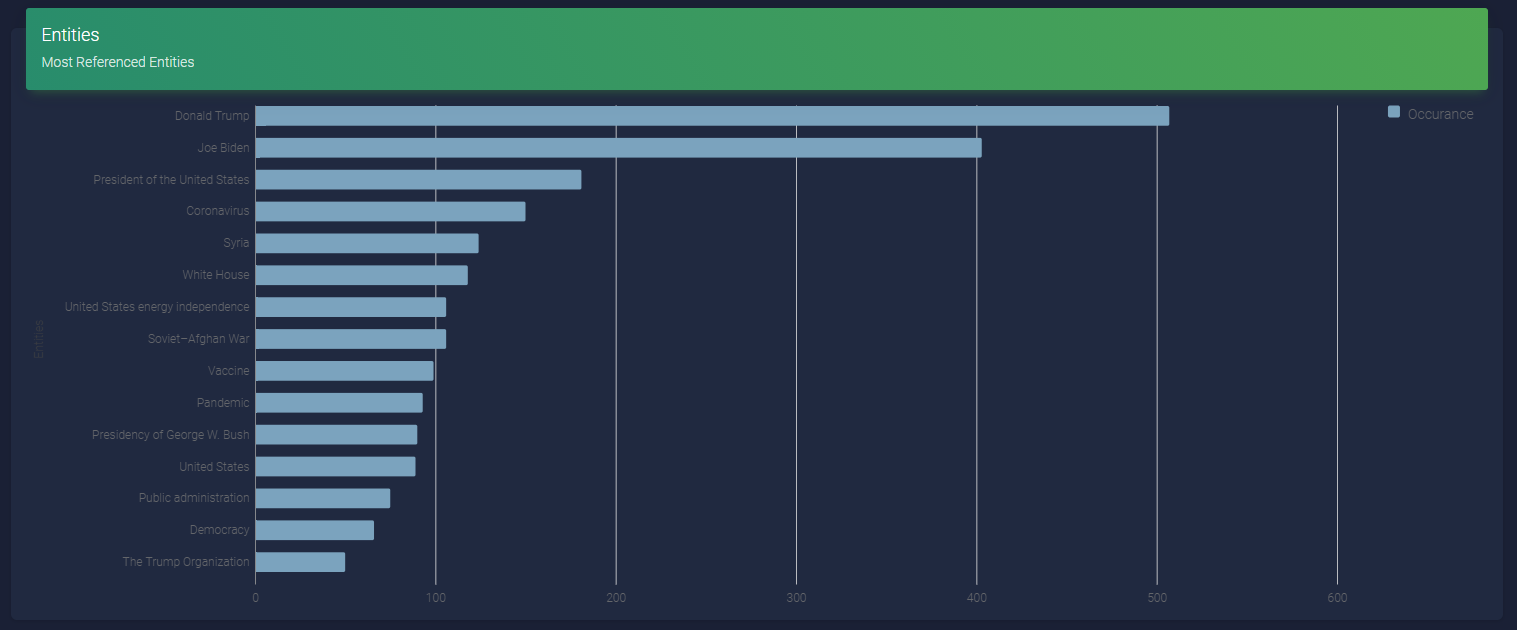 Entities
Most Referenced Entities
Occurance
Donald Trump
Joe Biden
President of the United States
Coronavirus
Syria
White House
United States energy independence
Soviet–Afghan War
Vaccine
Pandemic
Presidency of George W. Bush
United States
Public administration
Democracy
The Trump Organization
Entities
0 100 200 300 400 500 600